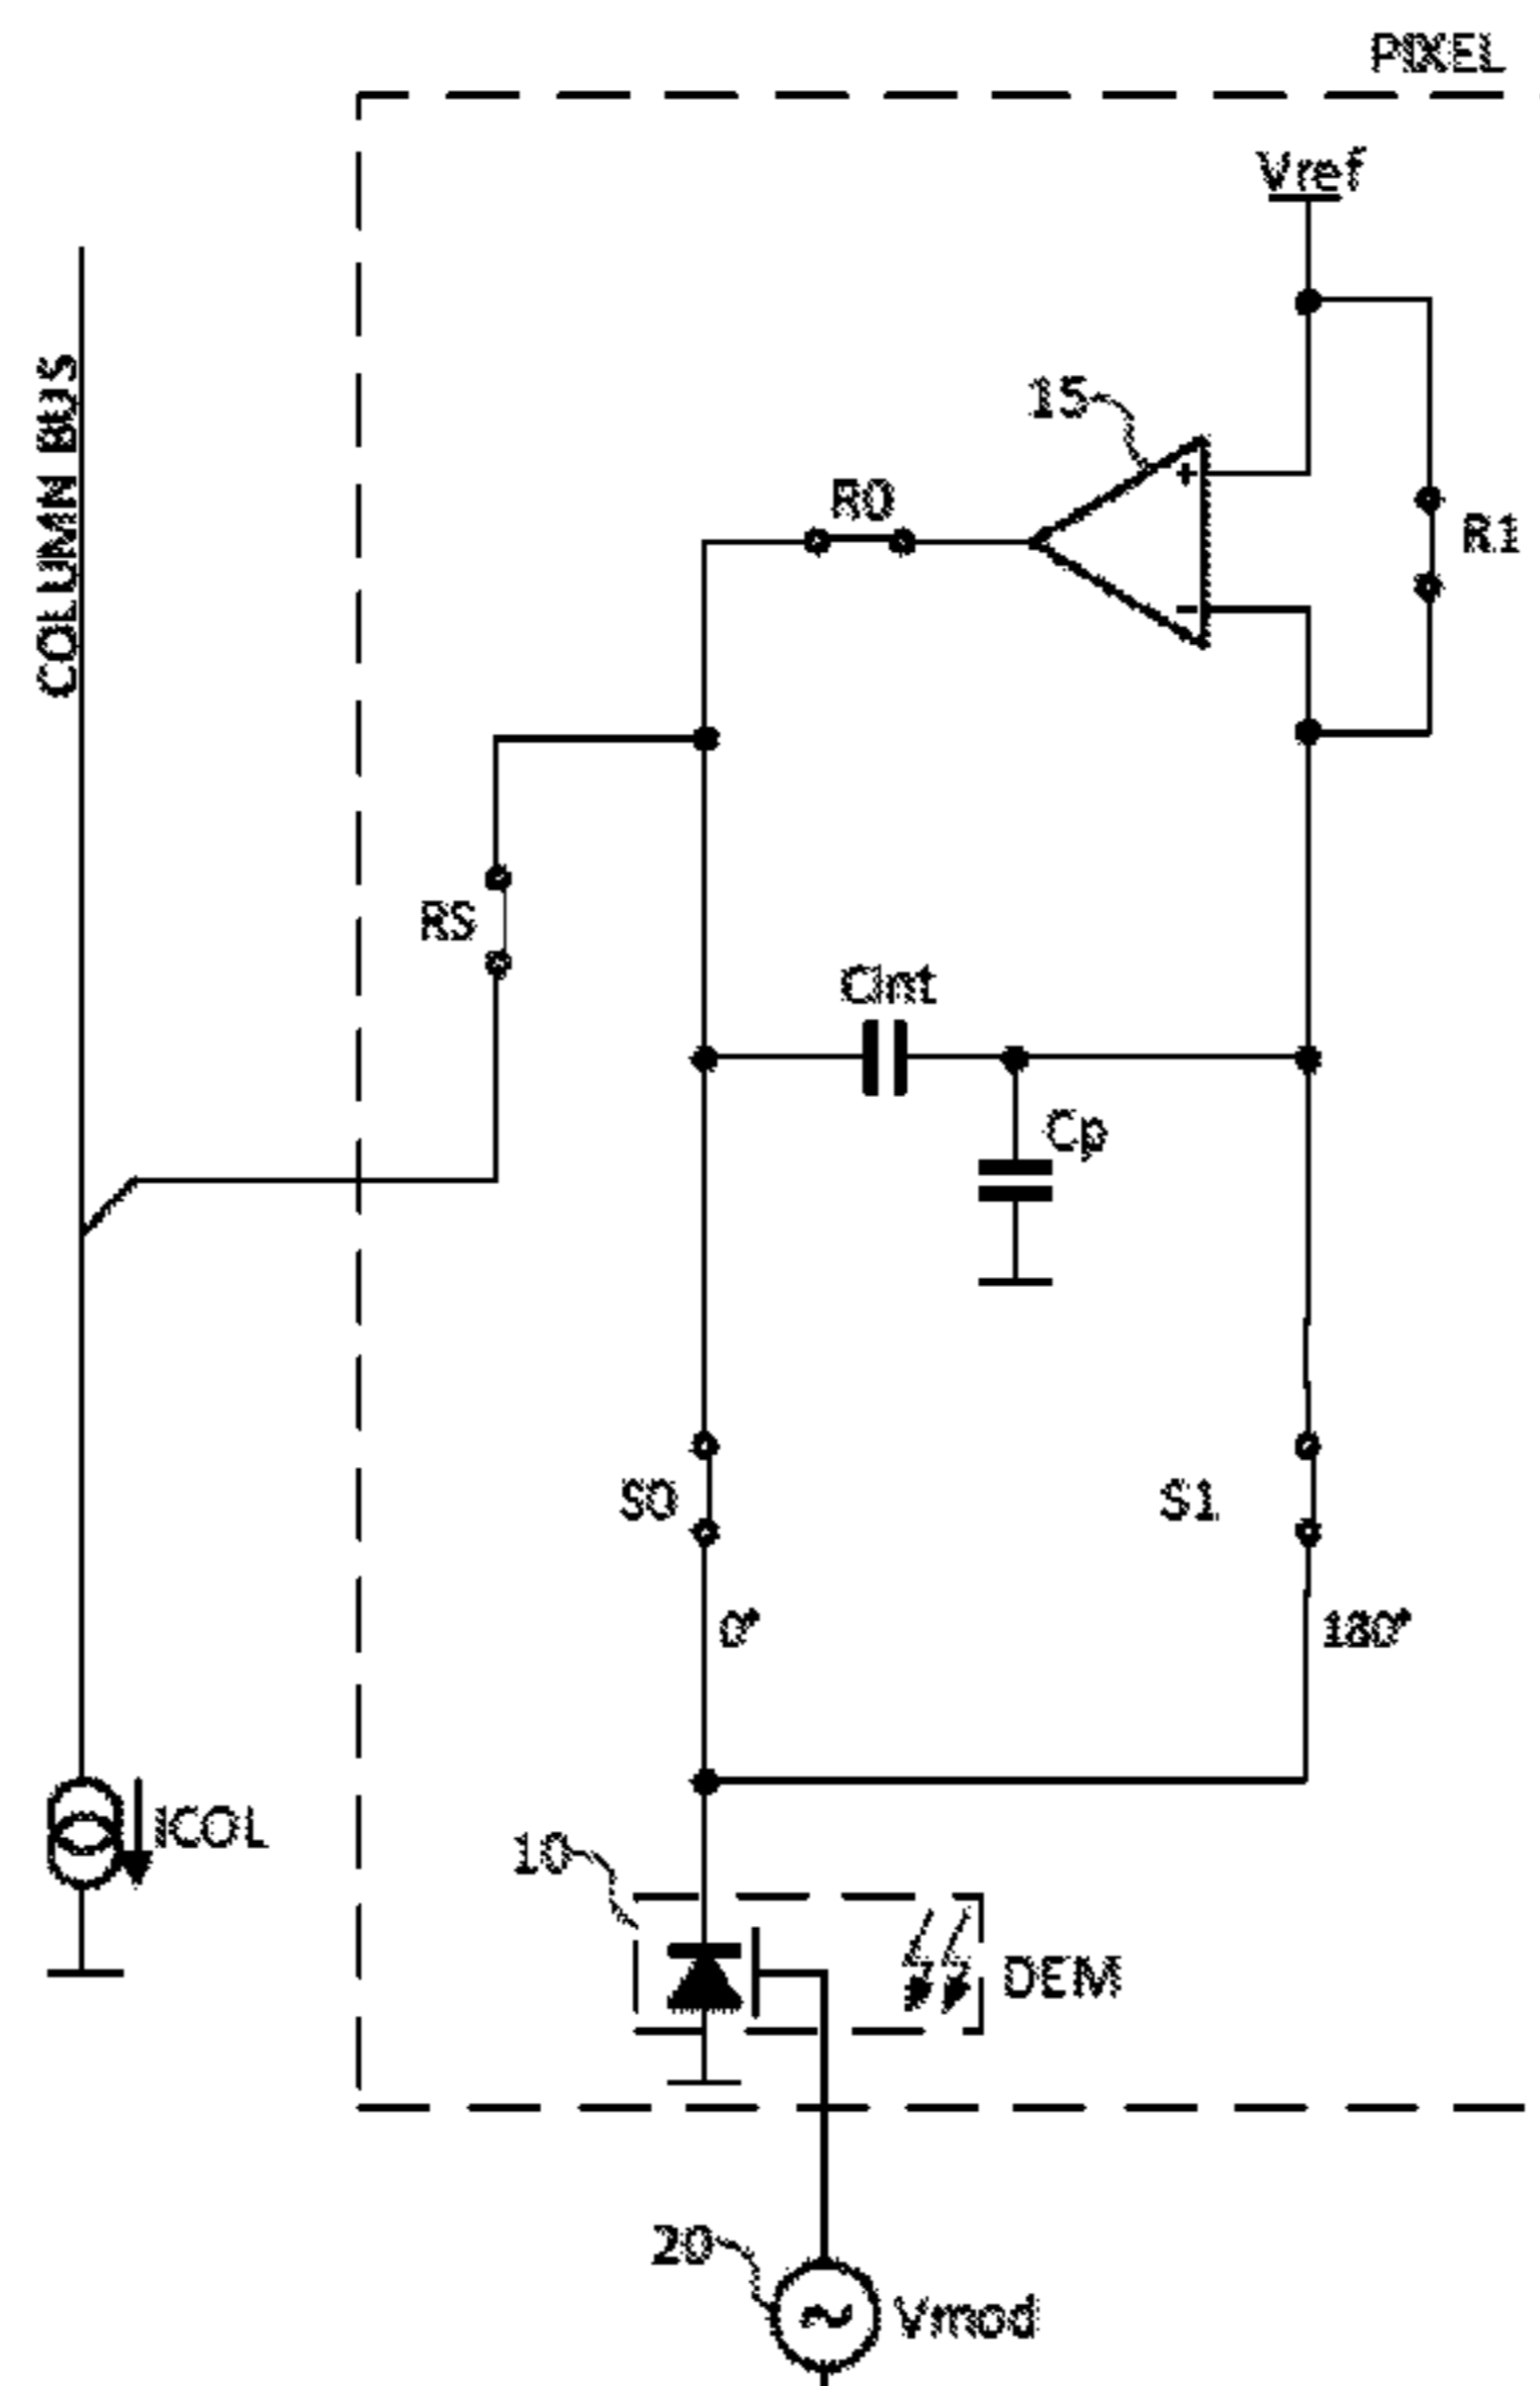 PIXEL
Vref
15
COLUMN BUS
+
R0
R1
-
RS
Cint
Cp
S0
S1
0°
180°
ICOL
10
DEM
20
~
Vmod